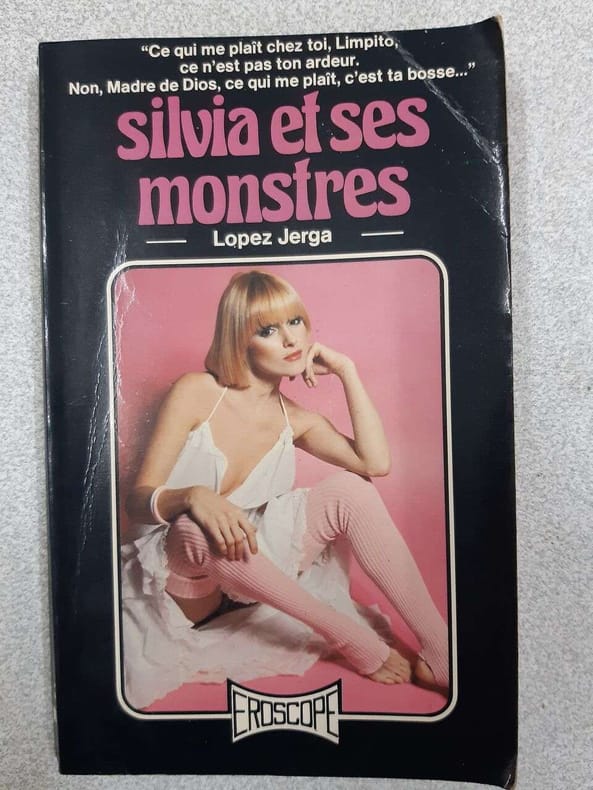 “Ce qui me plaît chez toi, Limpito,
ce n’est pas ton ardeur.
Non, Madre de Dios, ce qui me plaît, c’est ta bosse...”
silvia et ses
monstres
Lopez Jerga
EROSCOPE